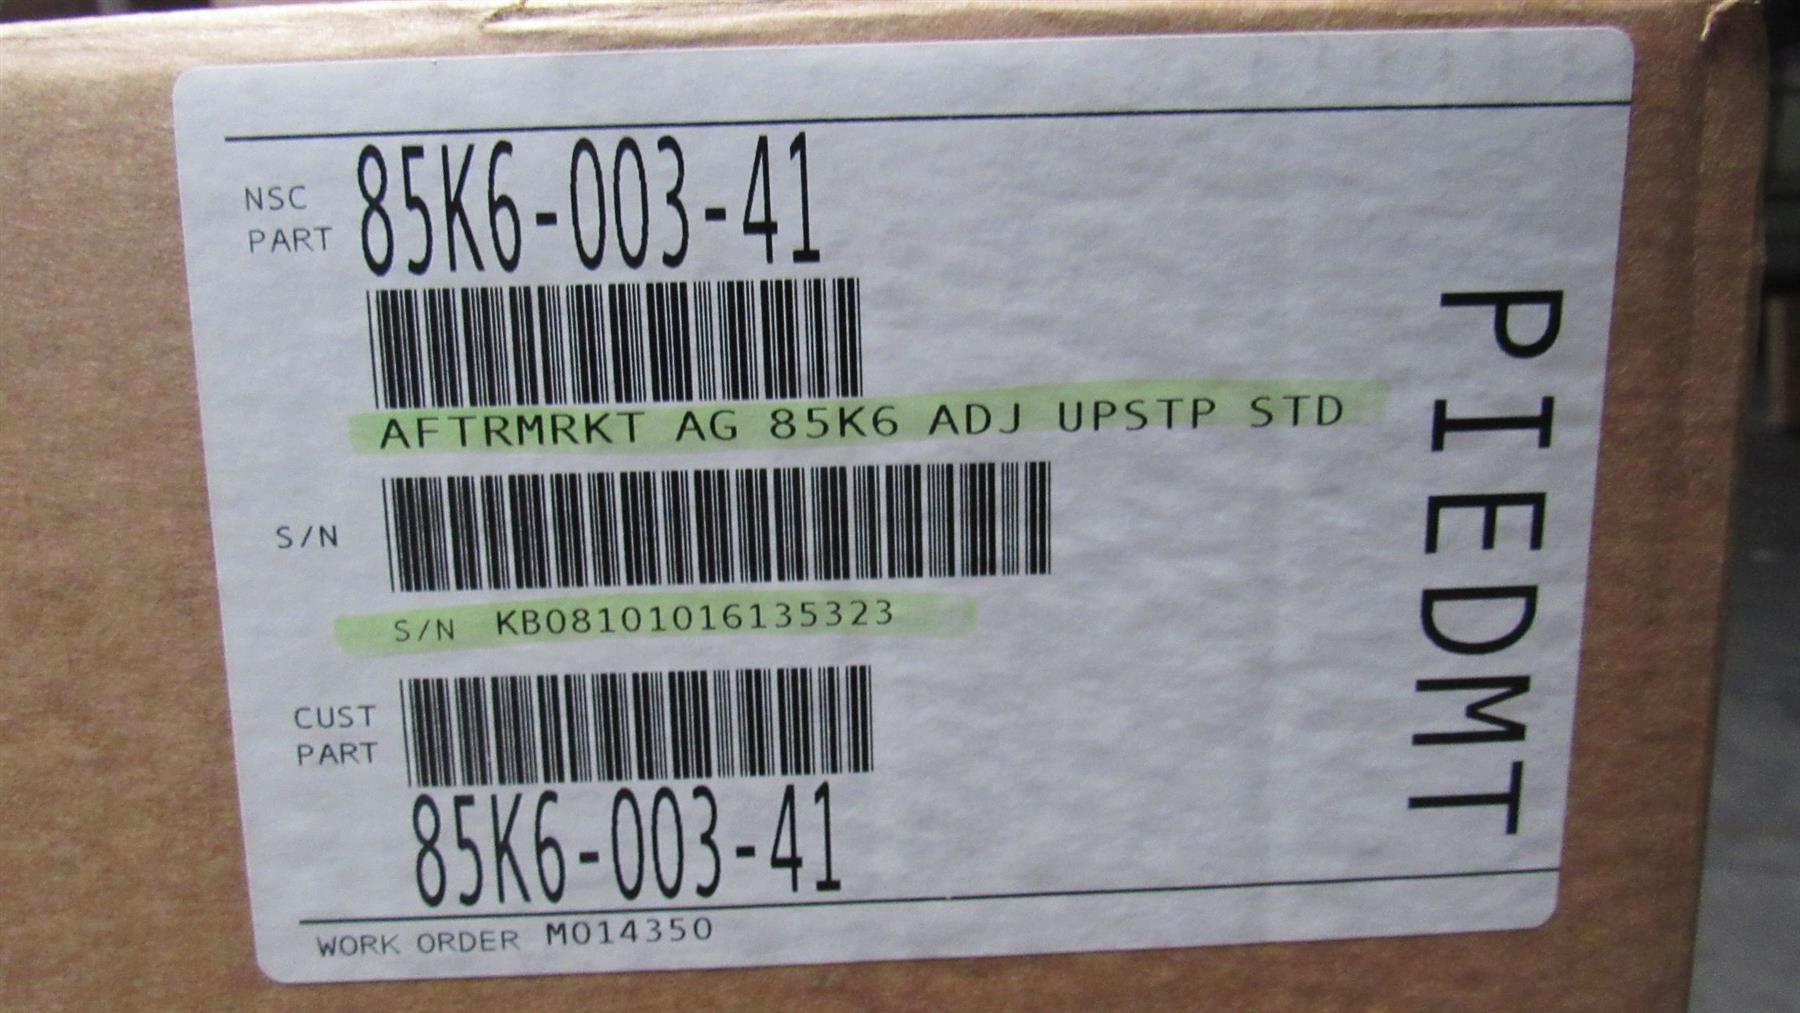 NSC PART 85K6-003-41
AFTRMRKT AG 85K6 ADJ UPSTP STD
S/N
S/N KB08101016135323
CUST PART
85K6-003-41
WORK ORDER MO14350
PIEDMT